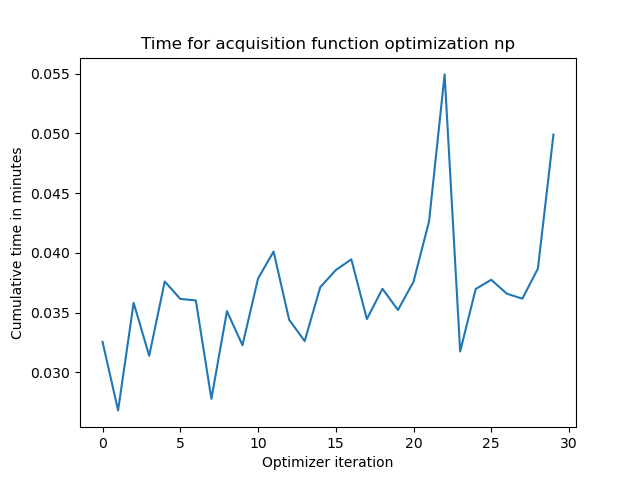 Time for acquisition function optimization np
Cumulative time in minutes
0.055
0.050
0.045
0.040
0.035
0.030
0 5 10 15 20 25 30
Optimizer iteration